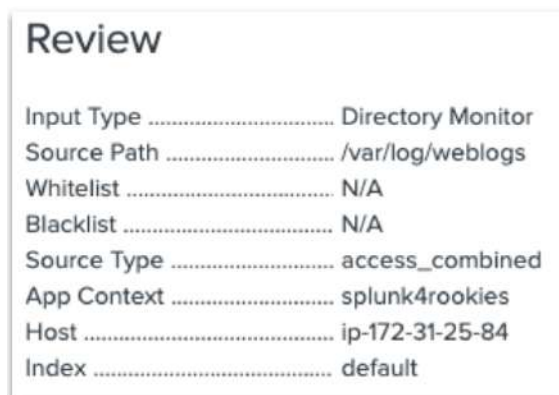 Review
Input Type ................................. Directory Monitor
Source Path .............................. /var/log/weblogs
Whitelist .................................... N/A
Blacklist .................................... N/A
Source Type ............................. access_combined
App Context ............................. splunk4rookies
Host ............................................ ip-172-31-25-84
Index .......................................... default